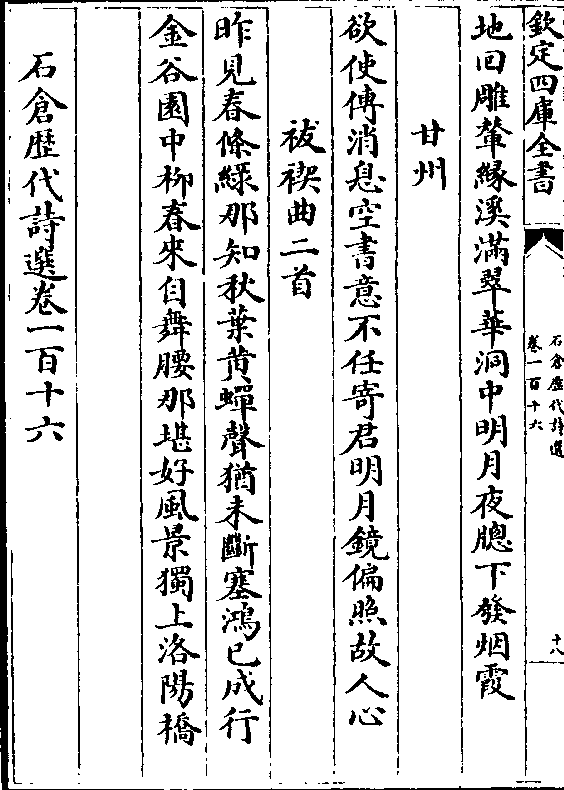 欽定四庫全書
石倉歷代詩選
卷一百十六
十八
地回雕輦緣溪滿翠華洞中明月夜牕下發烟霞
甘州
欲使傳消息空書意不任寄君明月鏡偏照故人心
祓禊曲二首
昨見春條綠那知秋葉黄蟬聲猶未斷塞鴻已成行
金谷園中柳春來自舞腰那堪好風景獨上洛陽橋
石倉歷代詩選卷一百十六